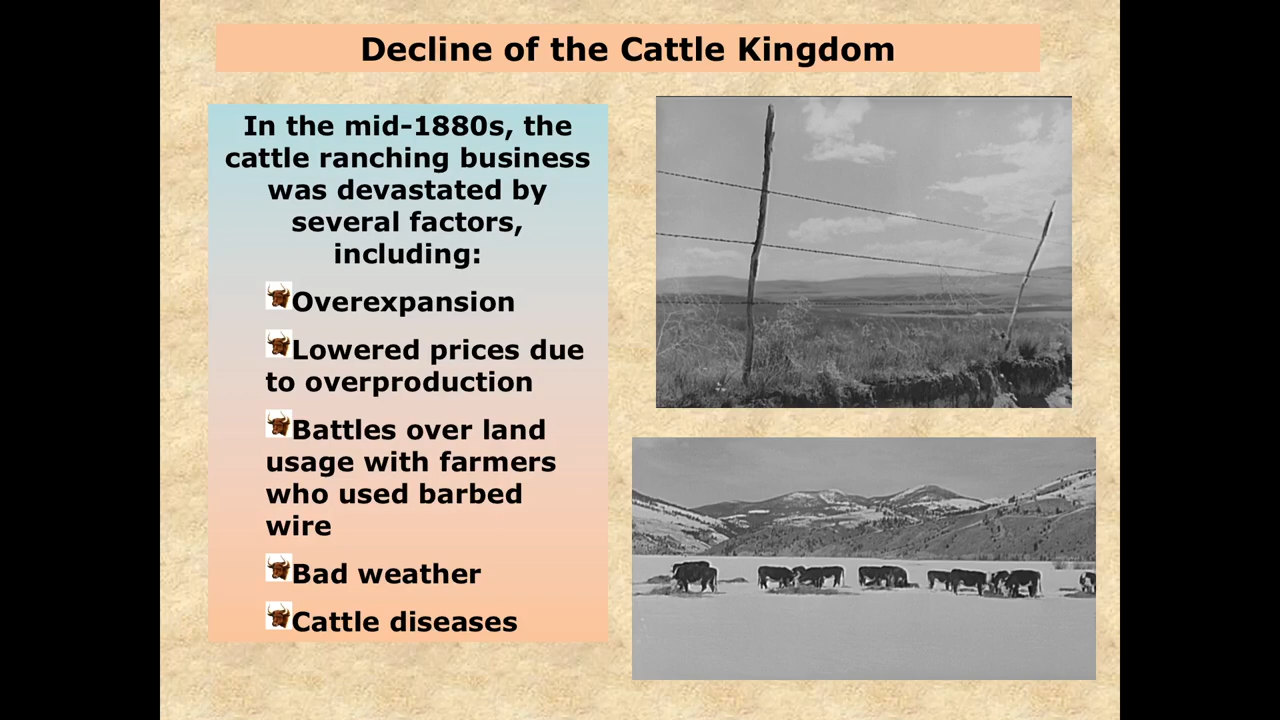 Decline of the Cattle Kingdom
In the mid-1880s, the
cattle ranching business
was devastated by
several factors,
including:
Overexpansion
Lowered prices due
to overproduction
Battles over land
usage with farmers
who used barbed
wire
Bad weather
Cattle diseases